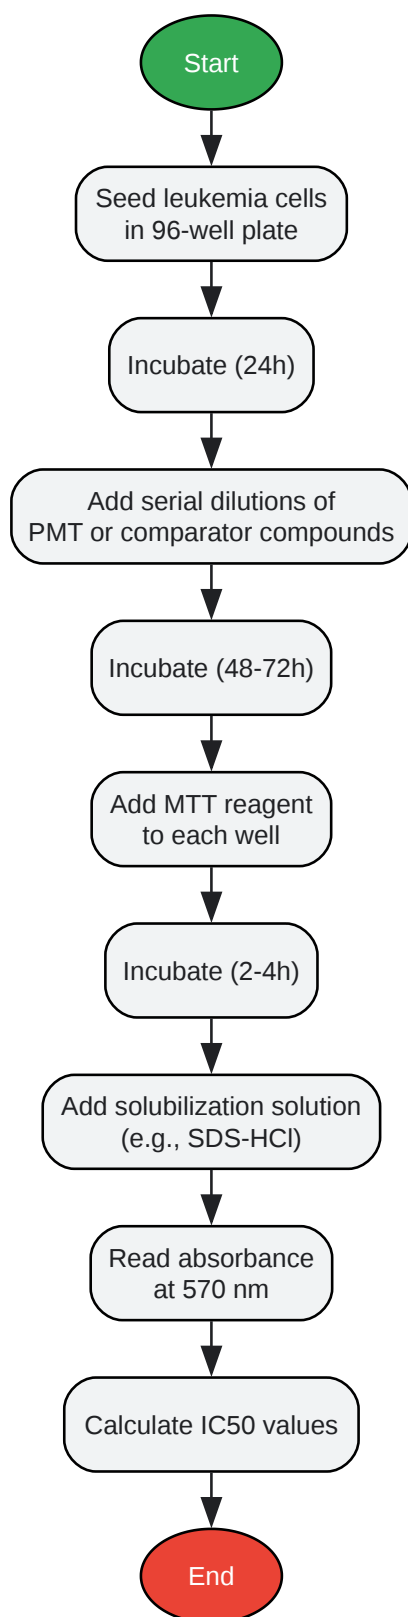 Start
Seed leukemia cells
in 96-well plate
Incubate (24h)
Add serial dilutions of
PMT or comparator compounds
Incubate (48-72h)
Add MTT reagent
to each well
Incubate (2-4h)
Add solubilization solution
(e.g., SDS-HCl)
Read absorbance
at 570 nm
Calculate IC50 values
End